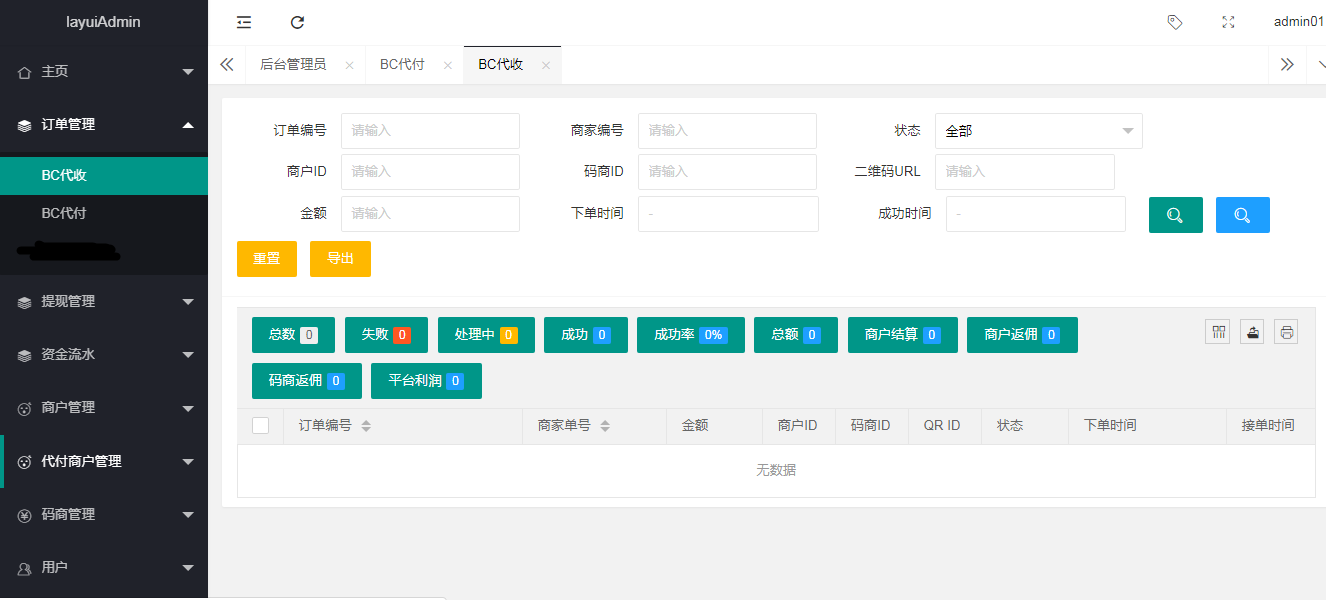 layuiAdmin
admin01
主页
后台管理员
BC代付
BC代收
订单管理
BC代收
BC代付
提现管理
资金流水
商户管理
代付商户管理
码商管理
用户
订单编号 请输入 商家编号 请输入 状态 全部
商户ID 请输入 码商ID 请输入 二维码URL 请输入
金额 请输入 下单时间 - 成功时间 -
重置 导出
总数 0 失败 0 处理中 0 成功 0 成功率 0% 总额 0 商户结算 0 商户返佣 0
码商返佣 0 平台利润 0
订单编号 商家单号 金额 商户ID 码商ID QR ID 状态 下单时间 接单时间
无数据